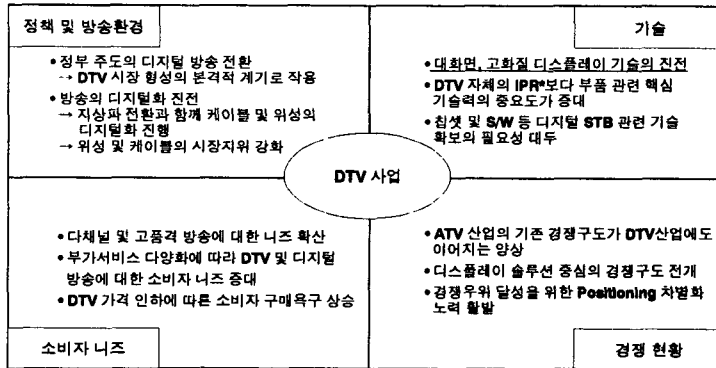 정책 및 방송환경
• 정부 주도의 디지털 방송 전환
→ DTV 시장 형성의 본격적 계기로 작용
• 방송의 디지털화 진전
→ 지상파 전환과 함께 케이블 및 위성의
디지털화 진행
→ 위성 및 케이블의 시장지위 강화
기술
• 대화면, 고화질 디스플레이 기술의 진전
• DTV 자체의 IPR*보다 부품 관련 핵심
기술력의 중요도가 증대
• 칩셋 및 S/W 등 디지털 STB 관련 기술
확보의 필요성 대두
DTV 사업
• 다채널 및 고품격 방송에 대한 니즈 확산
• 부가서비스 다양화에 따라 DTV 및 디지털
방송에 대한 소비자 니즈 증대
• DTV 가격 인하에 따른 소비자 구매욕구 상승
소비자 니즈
• ATV 산업의 기존 경쟁구도가 DTV산업에도
이어지는 양상
• 디스플레이 솔루션 중심의 경쟁구도 전개
• 경쟁우위 달성을 위한 Positioning 차별화
노력 활발
경쟁 현황